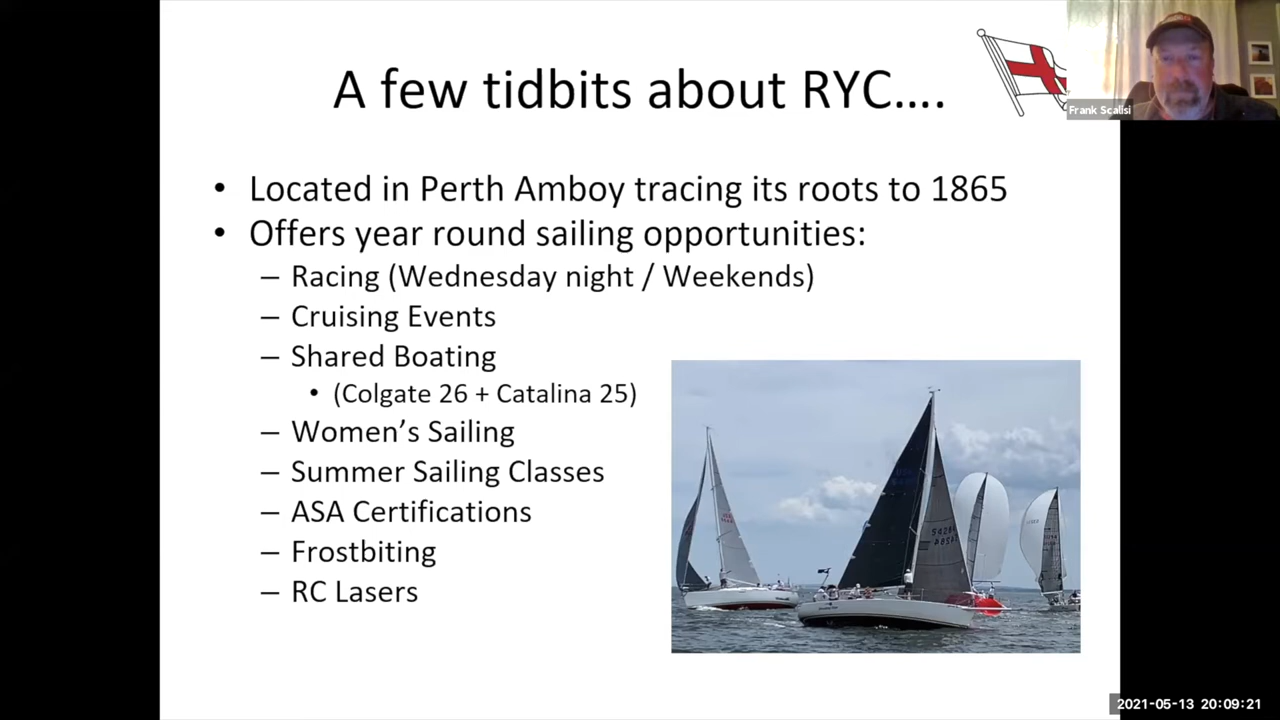 A few tidbits about RYC....
Frank Scalisi
• Located in Perth Amboy tracing its roots to 1865
• Offers year round sailing opportunities:
– Racing (Wednesday night / Weekends)
– Cruising Events
– Shared Boating
• (Colgate 26 + Catalina 25)
– Women’s Sailing
– Summer Sailing Classes
– ASA Certifications
– Frostbiting
– RC Lasers
2021-05-13 20:09:21